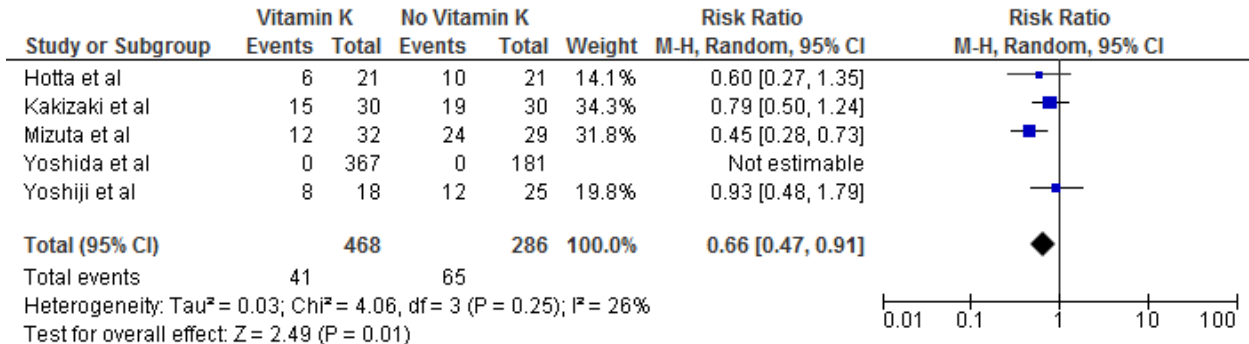 Vitamin K No Vitamin K Risk Ratio Risk Ratio
Study or Subgroup Events Total Events Total Weight M-H, Random, 95% CI M-H, Random, 95% CI
Hotta et al 6 21 10 21 14.1% 0.60 [0.27, 1.35]
Kakizaki et al 15 30 19 30 34.3% 0.79 [0.50, 1.24]
Mizuta et al 12 32 24 29 31.8% 0.45 [0.28, 0.73]
Yoshida et al 0 367 0 181 Not estimable
Yoshiji et al 8 18 12 25 19.8% 0.93 [0.48, 1.79]
Total (95% CI) 468 286 100.0% 0.66 [0.47, 0.91]
Total events 41 65
Heterogeneity: Tau² = 0.03; Chi² = 4.06, df = 3 (P = 0.25); I² = 26%
Test for overall effect: Z = 2.49 (P = 0.01)
0.01 0.1 1 10 100